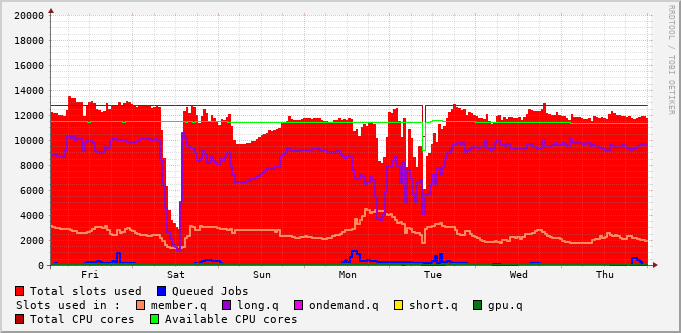 RRDTOOL / TOBI OETIKER
20000
18000
16000
14000
12000
10000
8000
6000
4000
2000
0
Fri Sat Sun Mon Tue Wed Thu
Total slots used Queued Jobs
Slots used in : member.q long.q ondemand.q short.q gpu.q
Total CPU cores Available CPU cores